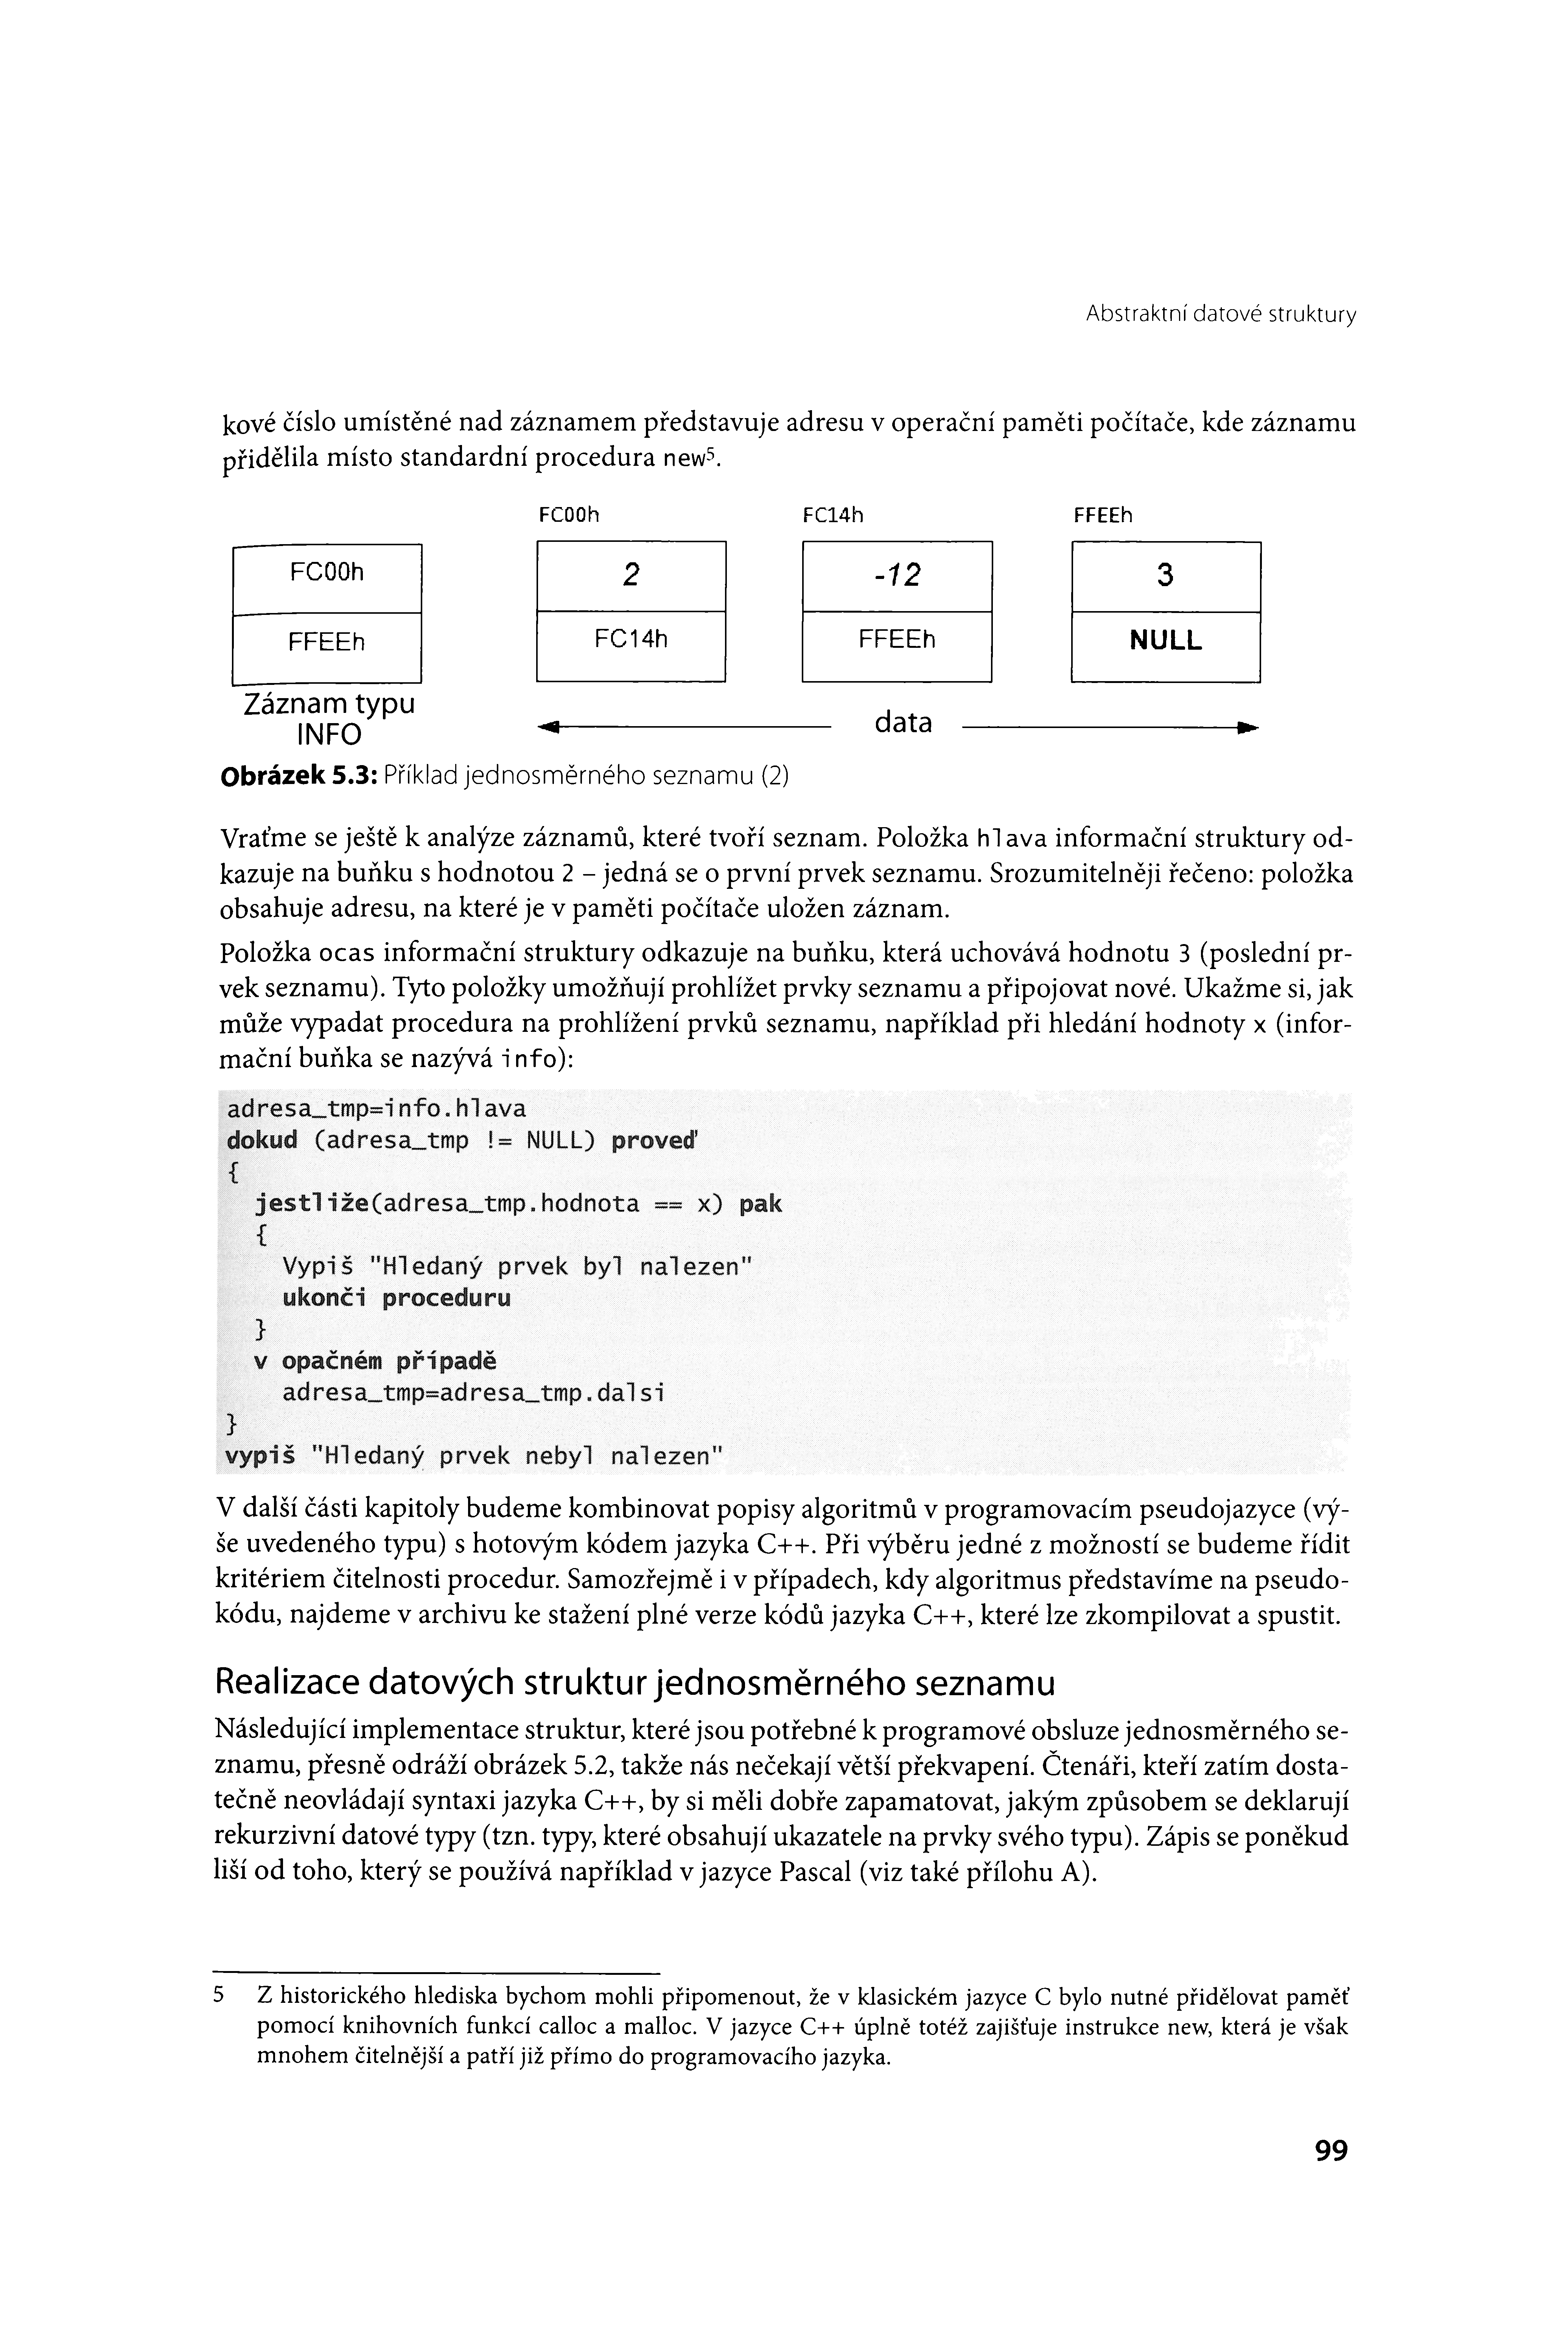 Abstraktní datové struktury
kové číslo umístěné nad záznamem představuje adresu v operační paměti počítače, kde záznamu
přidělila místo standardní procedura new⁵.
FC00h FC14h FFEEh
FC00h 2 -12 3
FFEEh FC14h FFEEh NULL
Záznam typu
INFO
data
Obrázek 5.3: Příklad jednosměrného seznamu (2)
Vraťme se ještě k analýze záznamů, které tvoří seznam. Položka hlava informační struktury od-
kazuje na buňku s hodnotou 2 – jedná se o první prvek seznamu. Srozumitelněji řečeno: položka
obsahuje adresu, na které je v paměti počítače uložen záznam.
Položka ocas informační struktury odkazuje na buňku, která uchovává hodnotu 3 (poslední pr-
vek seznamu). Tyto položky umožňují prohlížet prvky seznamu a připojovat nové. Ukažme si, jak
může vypadat procedura na prohlížení prvků seznamu, například při hledání hodnoty x (infor-
mační buňka se nazývá info):
adresa_tmp=info.hlava
dokud (adresa_tmp != NULL) proveď
{
jestliže(adresa_tmp.hodnota == x) pak
{
Vypiš "Hledaný prvek byl nalezen"
ukonči proceduru
}
v opačném případě
adresa_tmp=adresa_tmp.dalsi
}
vypiš "Hledaný prvek nebyl nalezen"
V další části kapitoly budeme kombinovat popisy algoritmů v programovacím pseudojazyce (vý-
še uvedeného typu) s hotovým kódem jazyka C++. Při výběru jedné z možností se budeme řídit
kritériem čitelnosti procedur. Samozřejmě i v případech, kdy algoritmus představíme na pseudo-
kódu, najdeme v archivu ke stažení plné verze kódů jazyka C++, které lze zkompilovat a spustit.
Realizace datových struktur jednosměrného seznamu
Následující implementace struktur, které jsou potřebné k programové obsluze jednosměrného se-
znamu, přesně odráží obrázek 5.2, takže nás nečekají větší překvapení. Čtenáři, kteří zatím dosta-
tečně neovládají syntaxi jazyka C++, by si měli dobře zapamatovat, jakým způsobem se deklarují
rekurzivní datové typy (tzn. typy, které obsahují ukazatele na prvky svého typu). Zápis se poněkud
liší od toho, který se používá například v jazyce Pascal (viz také přílohu A).
5 Z historického hlediska bychom mohli připomenout, že v klasickém jazyce C bylo nutné přidělovat paměť
pomocí knihovních funkcí calloc a malloc. V jazyce C++ úplně totéž zajišťuje instrukce new, která je však
mnohem čitelnější a patří již přímo do programovacího jazyka.
99